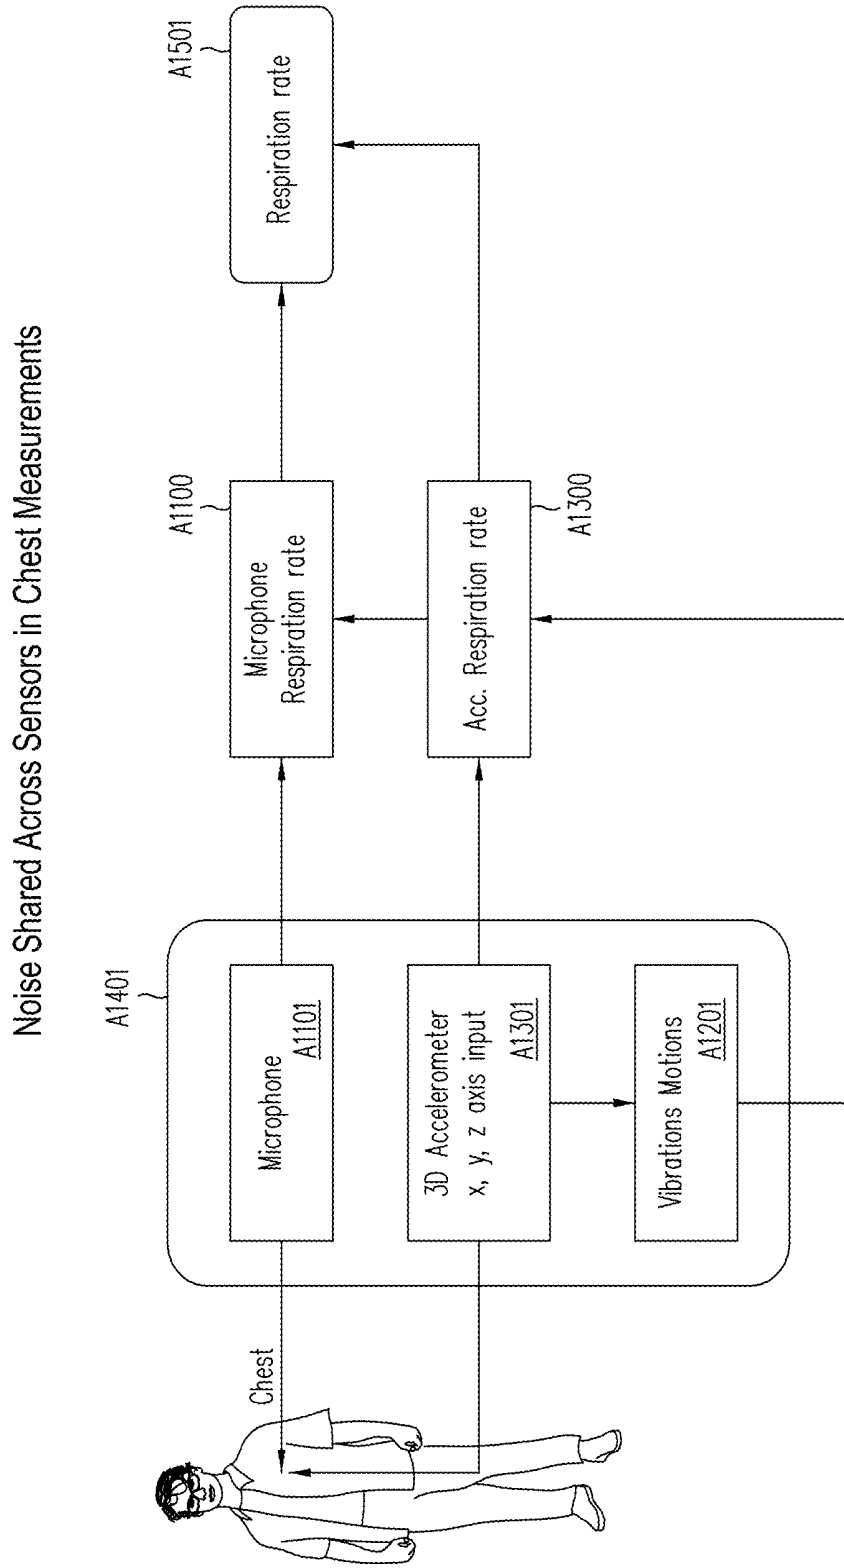 Noise Shared Across Sensors in Chest Measurements
Chest
A1401
Microphone
A1101
3D Accelerometer
x, y, z axis input
A1301
Vibrations Motions
A1201
A1100
Microphone
Respiration rate
Acc. Respiration rate
A1300
A1501
Respiration rate